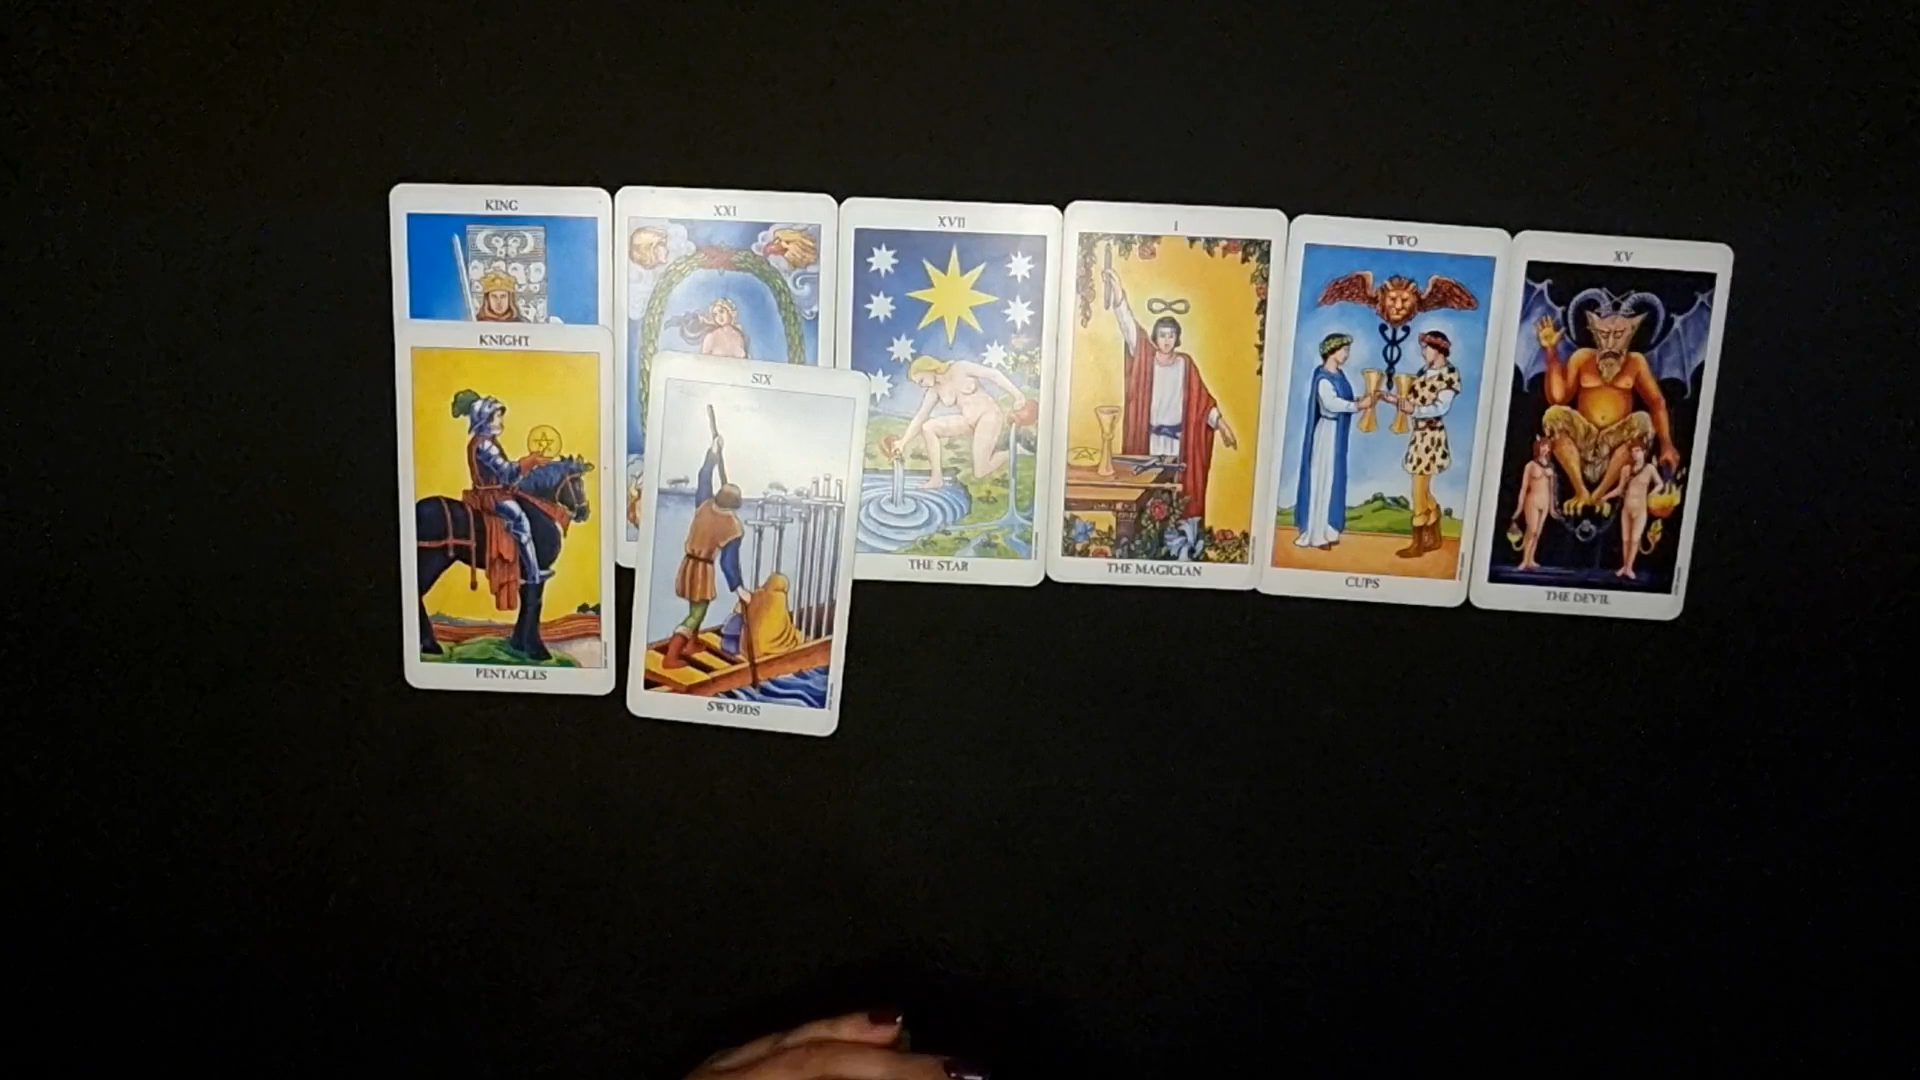 KING
XXI
XVII
I
TWO
XV
KNIGHT
SIX
THE STAR
THE MAGICIAN
CUPS
THE DEVIL
PENTACLES
SWORDS